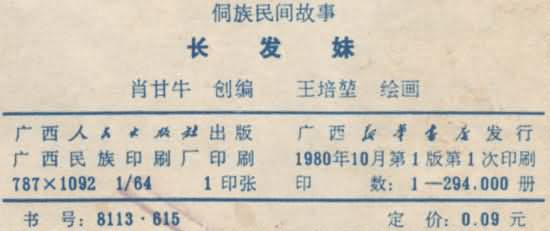 侗族民间故事
长发妹
肖甘牛 创编 王培堃 绘画
广西人民出版社出版 广西新华书店发行
广西民族印刷厂印刷 1980年10月第1版第1次印刷
787×1092 1/64 1印张 印 数:1—294.000 册
书 号:8113·615 定 价:0.09 元